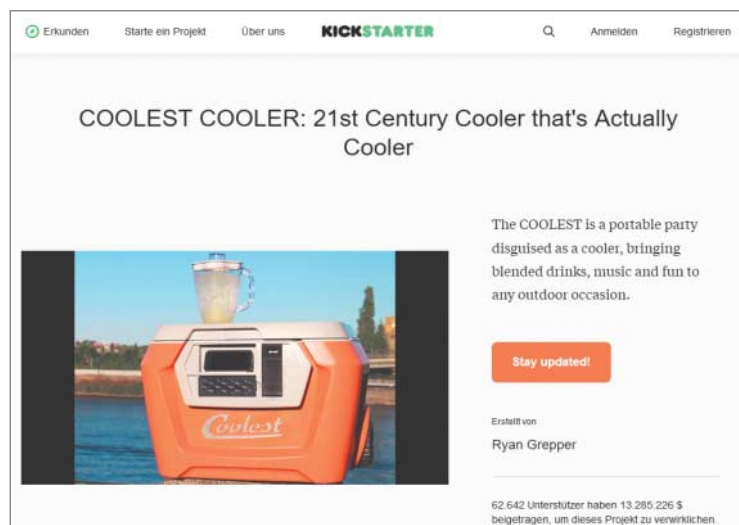 Erkunden Starte ein Projekt Über uns KICKSTARTER Anmelden Registrieren
COOLEST COOLER: 21st Century Cooler that's Actually
Cooler
The COOLEST is a portable party
disguised as a cooler, bringing
blended drinks, music and fun to
any outdoor occasion.
Coolest
Stay updated!
Erstellt von
Ryan Grepper
62.642 Unterstützer haben 13.285.226 $
beigetragen, um dieses Projekt zu verwirklichen.